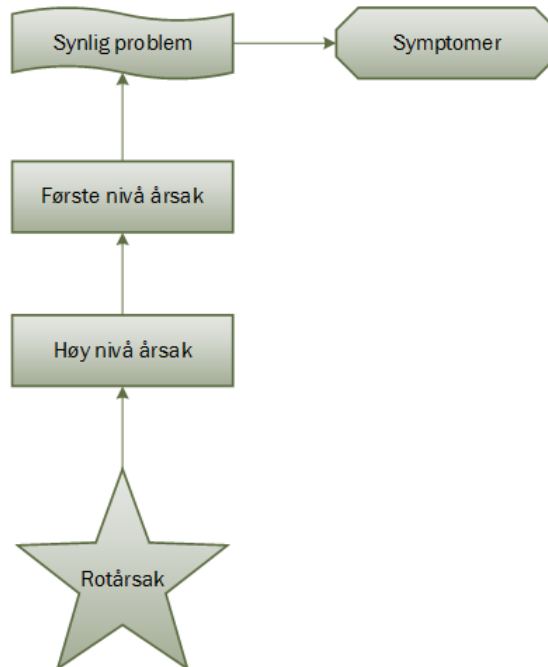 Synlig problem
Symptomer
Første nivå årsak
Høy nivå årsak
Rotårsak